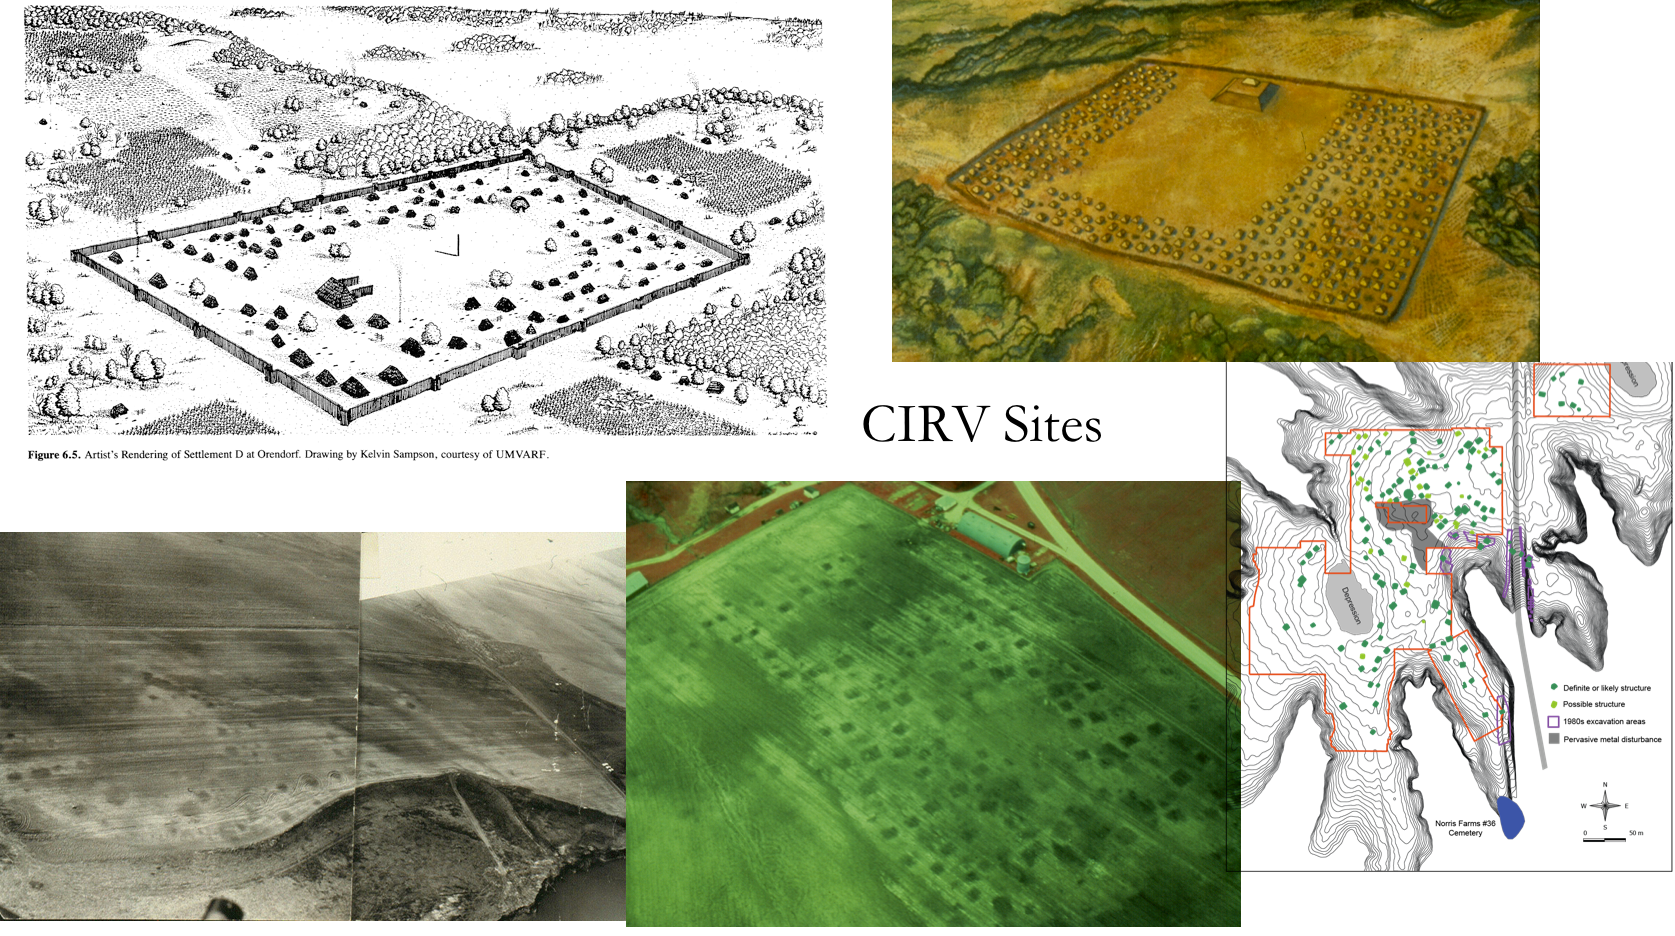 Figure 6.5. Artist's Rendering of Settlement D at Orendorf. Drawing by Kelvin Sampson, courtesy of UMVARF.
CIRV Sites
Depression
Definite or likely structure
Possible structure
1980s excavation areas
Pervasive metal disturbance
N
W E
S
0 50 m
Norris Farms #36
Cemetery